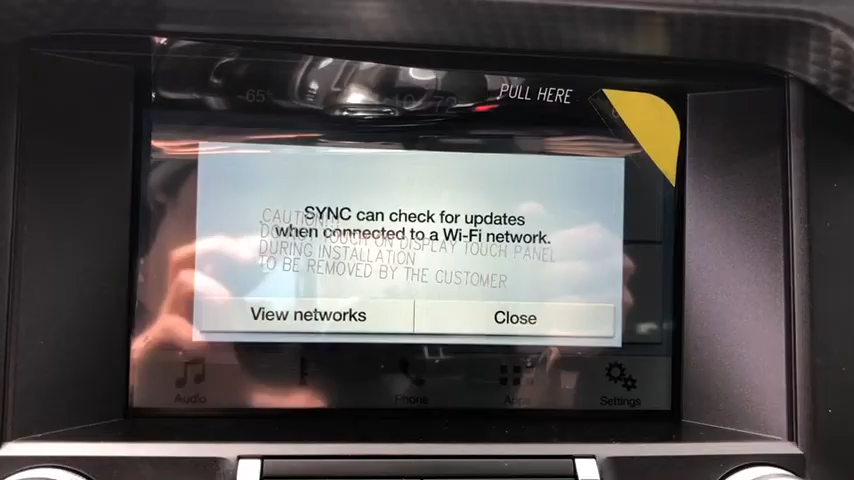 PULL HERE
65°
72
SYNC can check for updates
when connected to a Wi-Fi network.
CAUTION!!!
DO NOT TOUCH ON DISPLAY TOUCH PANEL
DURING INSTALLATION
TO BE REMOVED BY THE CUSTOMER
View networks
Close
Audio
Phone
Apps
Settings